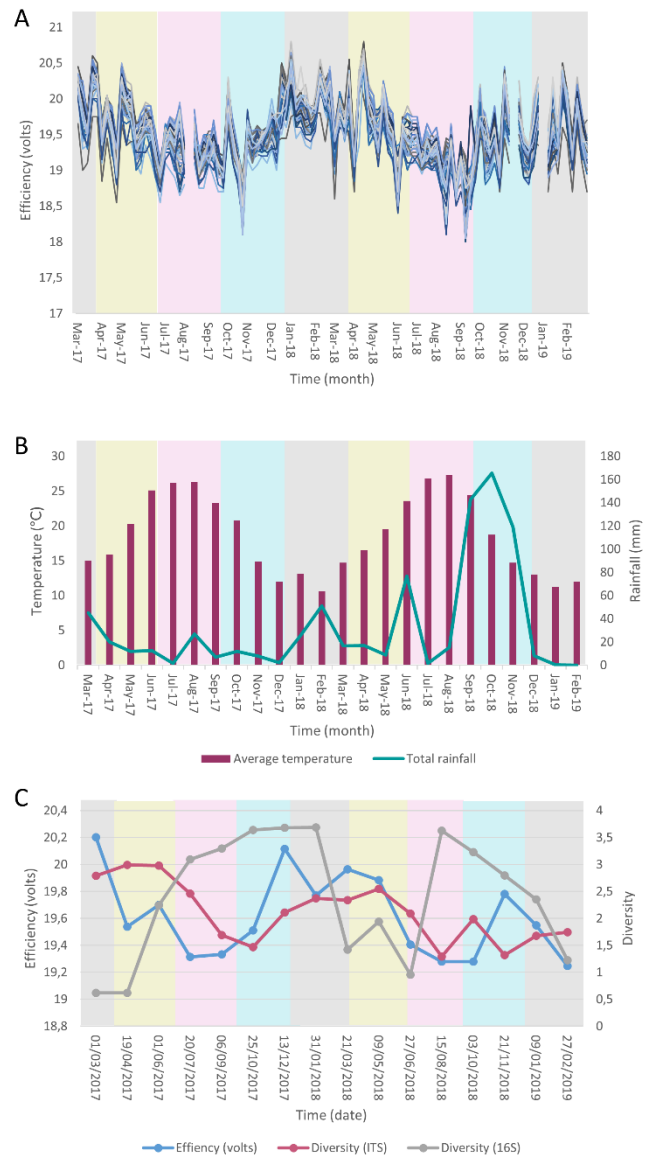 A
21
20,5
20
19,5
19
18,5
18
17,5
17
Efficiency (volts)
Mar-17
Apr-17
May-17
Jun-17
Jul-17
Aug-17
Sep-17
Oct-17
Nov-17
Dec-17
Jan-18
Feb-18
Mar-18
Apr-18
May-18
Jun-18
Jul-18
Aug-18
Sep-18
Oct-18
Nov-18
Dec-18
Jan-19
Feb-19
Time (month)
B
30
25
20
15
10
5
0
Temperature (°C)
180
160
140
120
100
80
60
40
20
0
Rainfall (mm)
Mar-17
Apr-17
May-17
Jun-17
Jul-17
Aug-17
Sep-17
Oct-17
Nov-17
Dec-17
Jan-18
Feb-18
Mar-18
Apr-18
May-18
Jun-18
Jul-18
Aug-18
Sep-18
Oct-18
Nov-18
Dec-18
Jan-19
Feb-19
Time (month)
Average temperature Total rainfall
C
20,4
20,2
20
19,8
19,6
19,4
19,2
19
18,8
Efficiency (volts)
4
3,5
3
2,5
2
1,5
1
0,5
0
Diversity
01/03/2017
19/04/2017
01/06/2017
20/07/2017
06/09/2017
25/10/2017
13/12/2017
31/01/2018
21/03/2018
09/05/2018
27/06/2018
15/08/2018
03/10/2018
21/11/2018
09/01/2019
27/02/2019
Time (date)
Effiency (volts) Diversity (ITS) Diversity (16S)